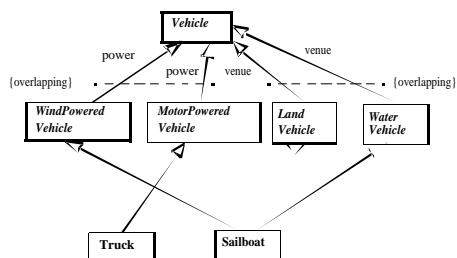 Vehicle
power
venue
power
venue
{overlapping}
{overlapping}
WindPowered
Vehicle
MotorPowered
Vehicle
Land
Vehicle
Water
Vehicle
Truck
Sailboat